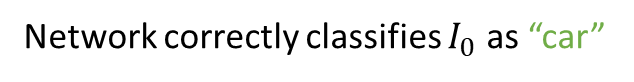 Network correctly classifies I₀ as “car”